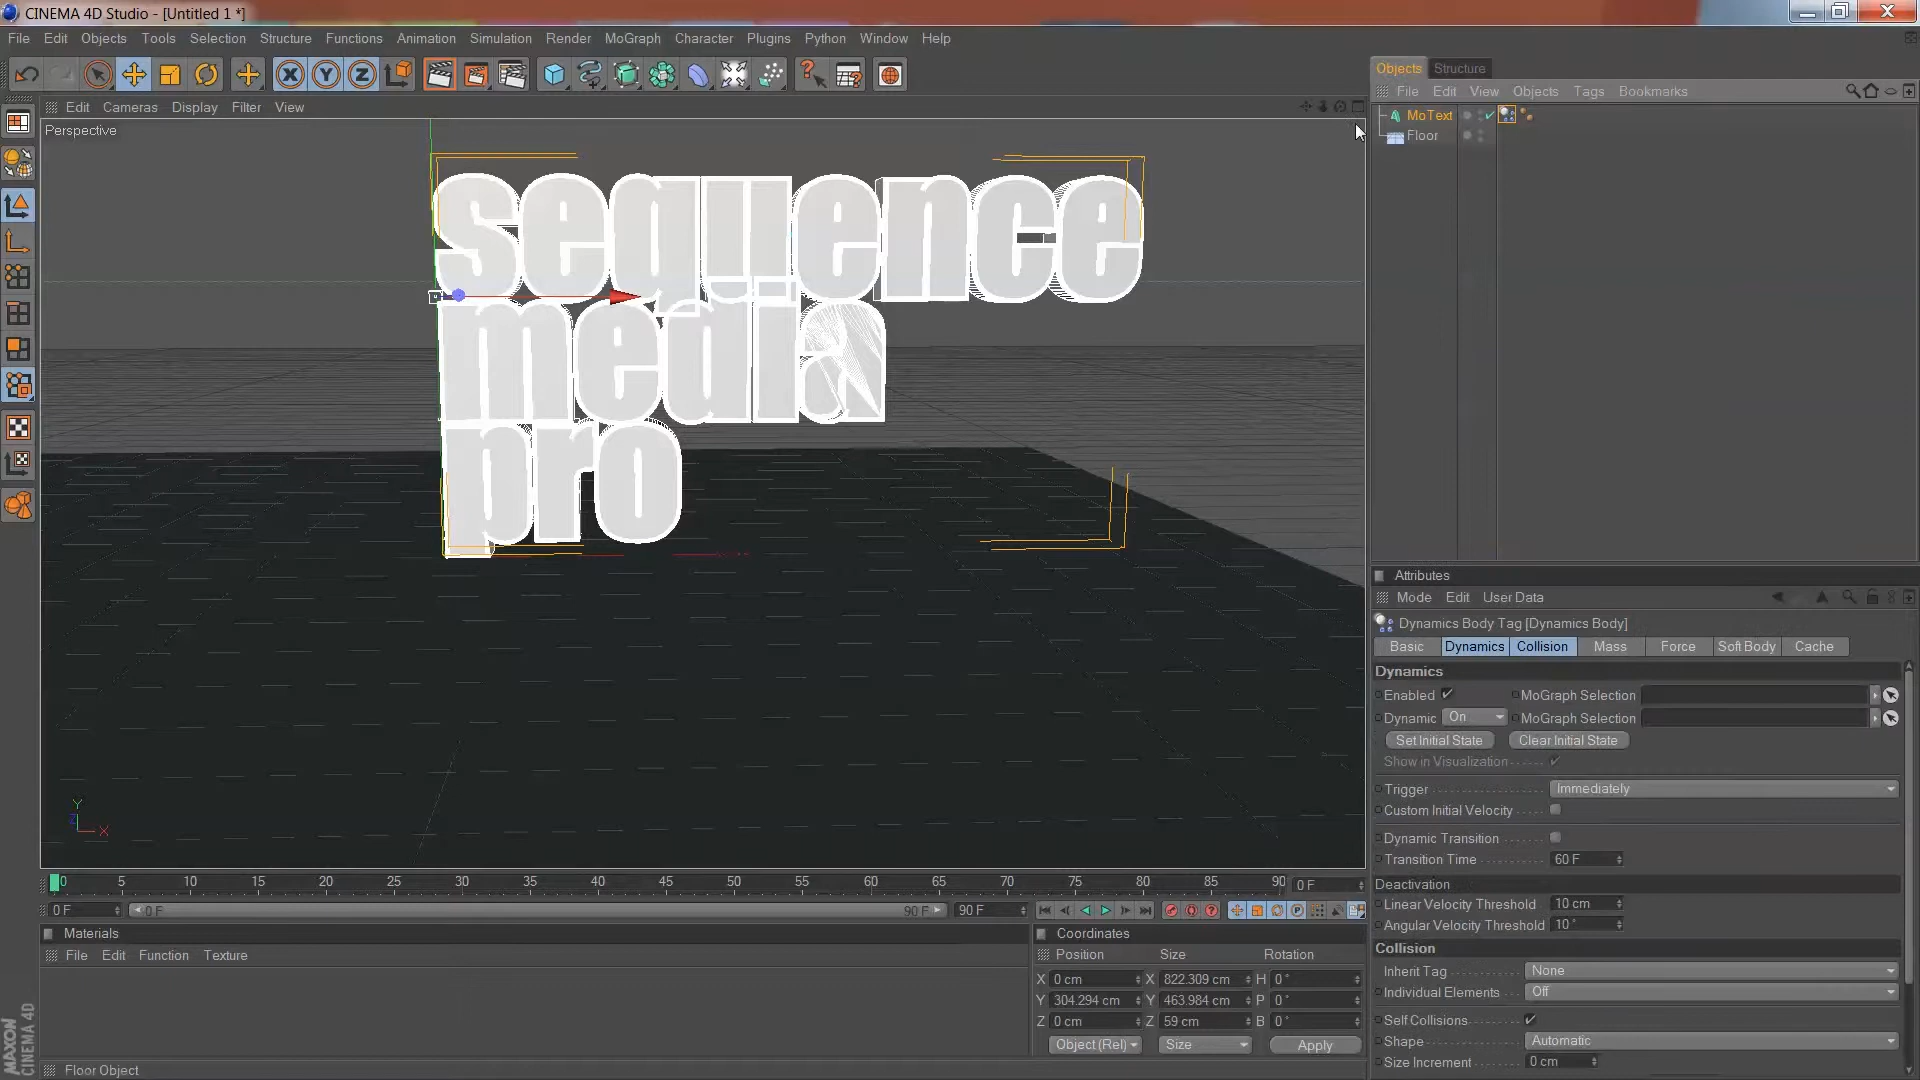 CINEMA 4D Studio - [Untitled 1 *]
File Edit Objects Tools Selection Structure Functions Animation Simulation Render MoGraph Character Plugins Python Window Help
X Y Z
Edit Cameras Display Filter View
Perspective
sequence
media
pro
Y
Z X
0 5 10 15 20 25 30 35 40 45 50 55 60 65 70 75 80 85 90 0 F
0 F 0 F 90 F 90 F
Materials
File Edit Function Texture
Coordinates
Position Size Rotation
X 0 cm X 822.309 cm H 0 °
Y 304.294 cm Y 463.984 cm P 0 °
Z 0 cm Z 59 cm B 0 °
Object (Rel) Size Apply
MAXON
CINEMA 4D
Floor Object
Objects Structure
File Edit View Objects Tags Bookmarks
MoText
Floor
Attributes
Mode Edit User Data
Dynamics Body Tag [Dynamics Body]
Basic Dynamics Collision Mass Force Soft Body Cache
Dynamics
Enabled MoGraph Selection
Dynamic On MoGraph Selection
Set Initial State Clear Initial State
Show in Visualization
Trigger Immediately
Custom Initial Velocity
Dynamic Transition
Transition Time 60 F
Deactivation
Linear Velocity Threshold 10 cm
Angular Velocity Threshold 10 °
Collision
Inherit Tag None
Individual Elements Off
Self Collisions
Shape Automatic
Size Increment 0 cm